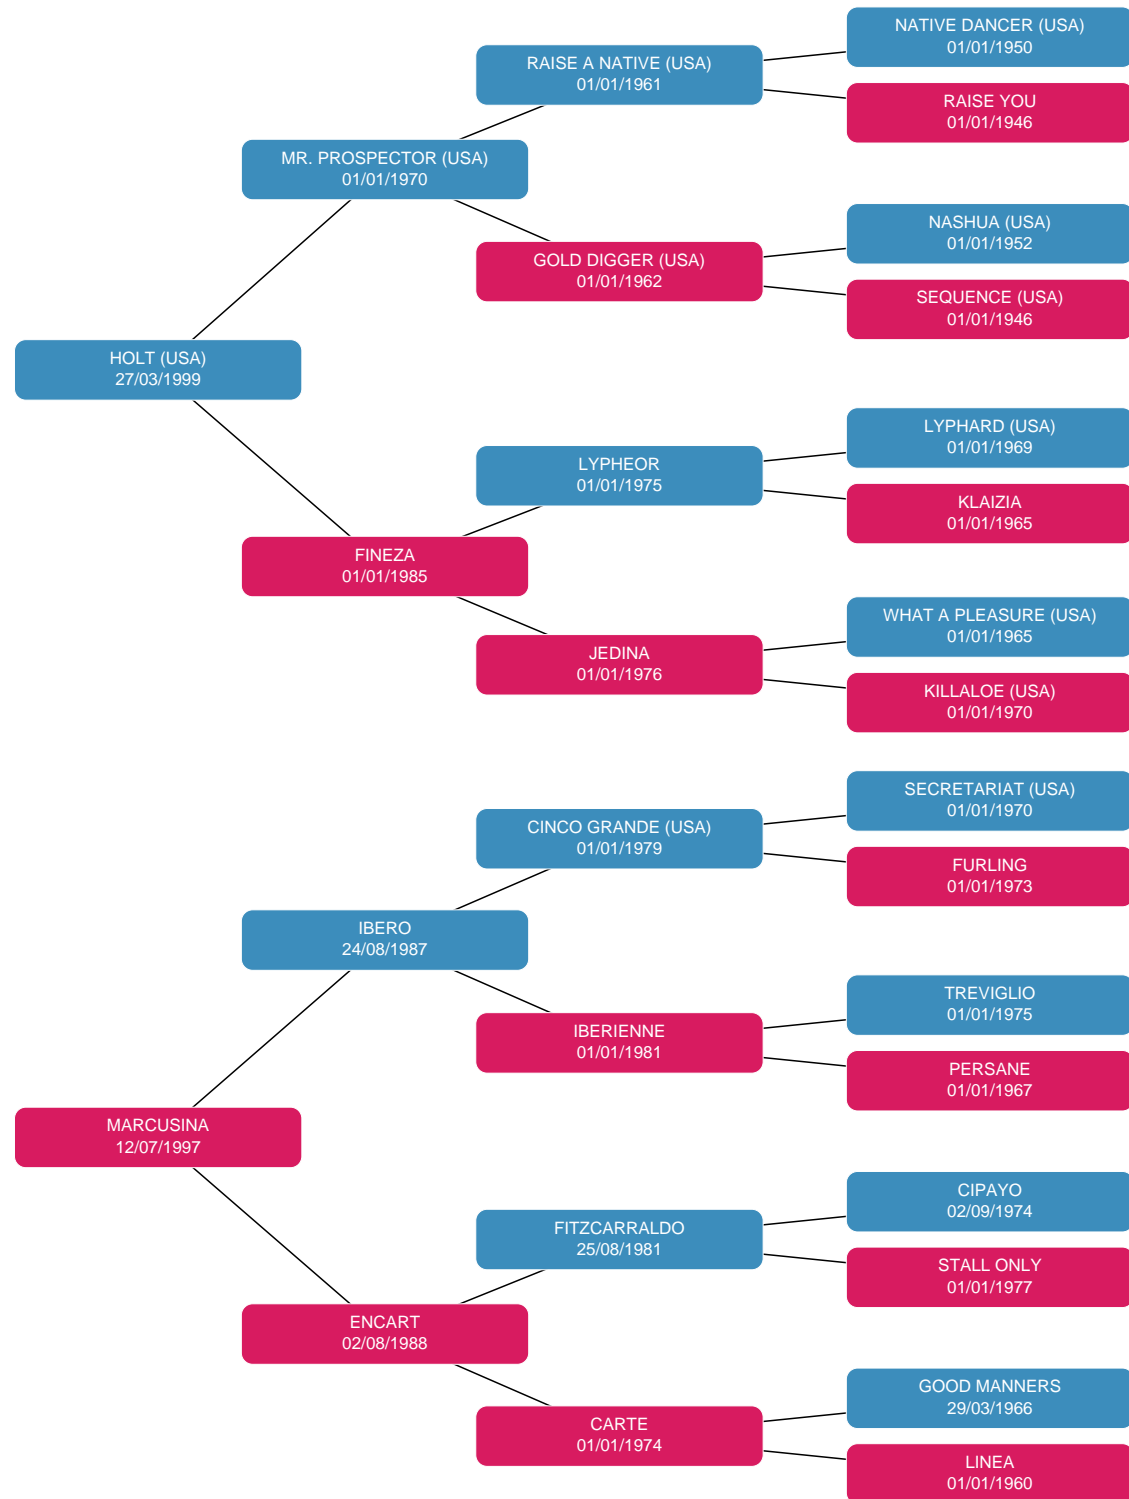 NATIVE DANCER (USA)
01/01/1950
RAISE A NATIVE (USA)
01/01/1961
RAISE YOU
01/01/1946
MR. PROSPECTOR (USA)
01/01/1970
NASHUA (USA)
01/01/1952
GOLD DIGGER (USA)
01/01/1962
SEQUENCE (USA)
01/01/1946
HOLT (USA)
27/03/1999
LYPHARD (USA)
01/01/1969
LYPHEOR
01/01/1975
KLAIZIA
01/01/1965
FINEZA
01/01/1985
WHAT A PLEASURE (USA)
01/01/1965
JEDINA
01/01/1976
KILLALOE (USA)
01/01/1970
SECRETARIAT (USA)
01/01/1970
CINCO GRANDE (USA)
01/01/1979
FURLING
01/01/1973
IBERO
24/08/1987
TREVIGLIO
01/01/1975
IBERIENNE
01/01/1981
PERSANE
01/01/1967
MARCUSINA
12/07/1997
CIPAYO
02/09/1974
FITZCARRALDO
25/08/1981
STALL ONLY
01/01/1977
ENCART
02/08/1988
GOOD MANNERS
29/03/1966
CARTE
01/01/1974
LINEA
01/01/1960